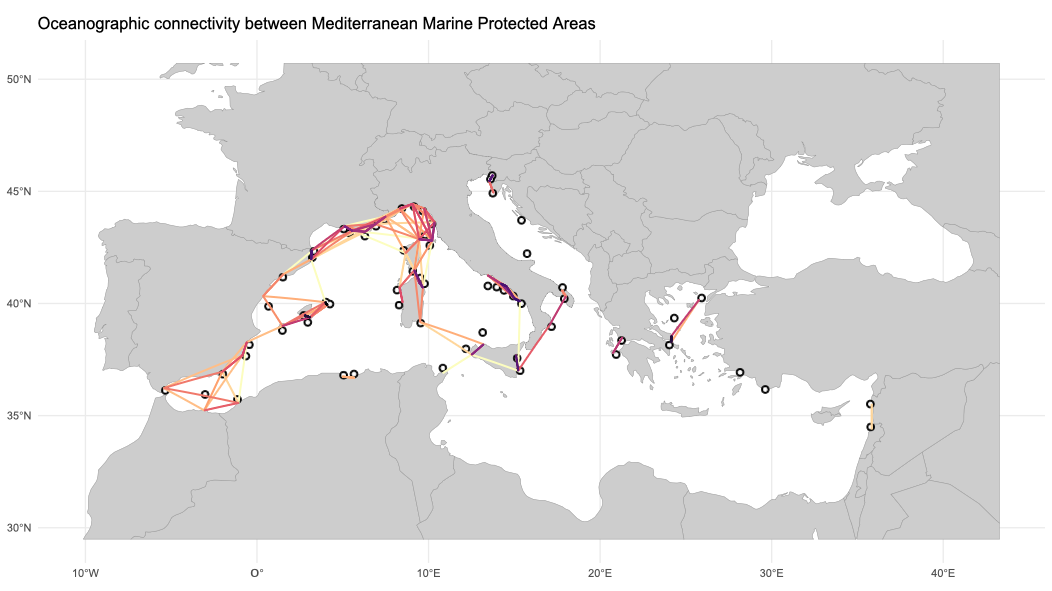 Oceanographic connectivity between Mediterranean Marine Protected Areas
50°N
45°N
40°N
35°N
30°N
10°W
0°
10°E
20°E
30°E
40°E